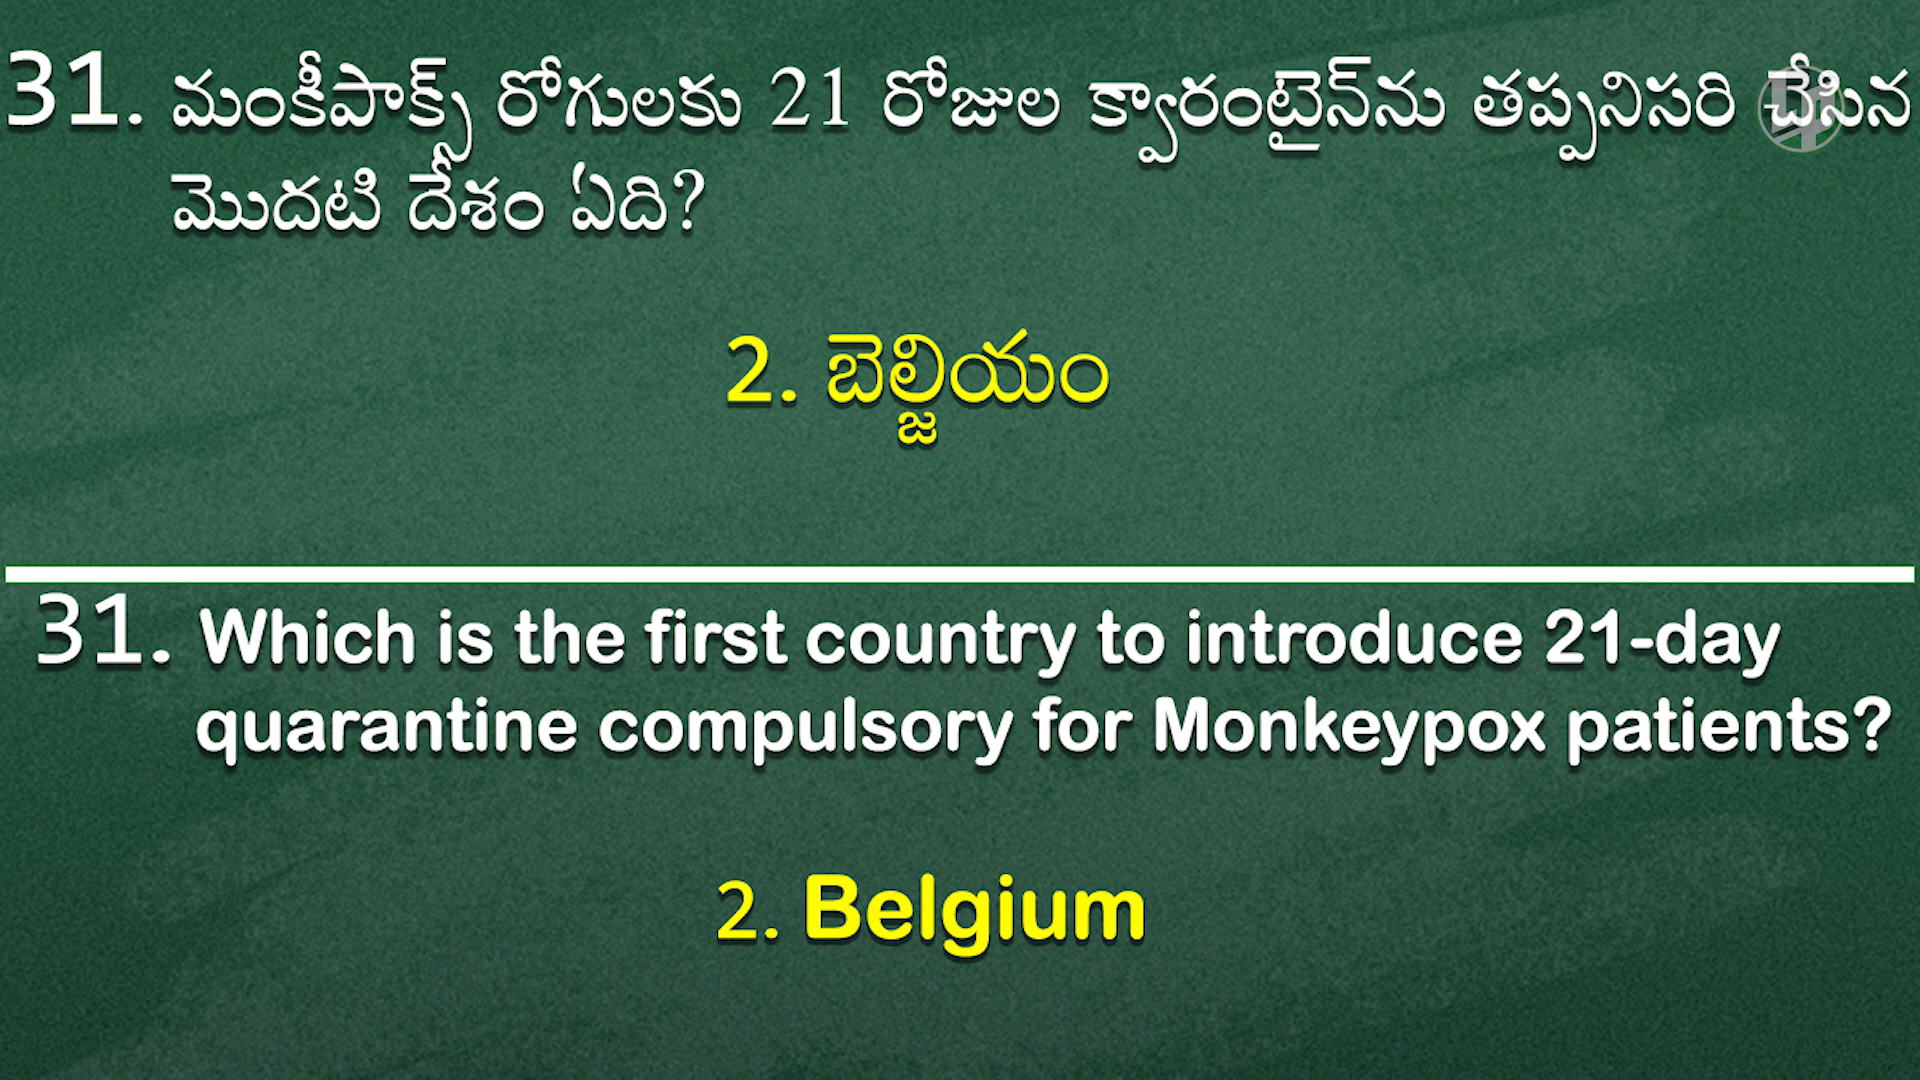 31. మంకీపాక్స్ రోగులకు 21 రోజుల క్వారంటైన్‌ను తప్పనిసరి చేసిన
మొదటి దేశం ఏది?
2. బెల్జియం
31. Which is the first country to introduce 21-day
quarantine compulsory for Monkeypox patients?
2. Belgium